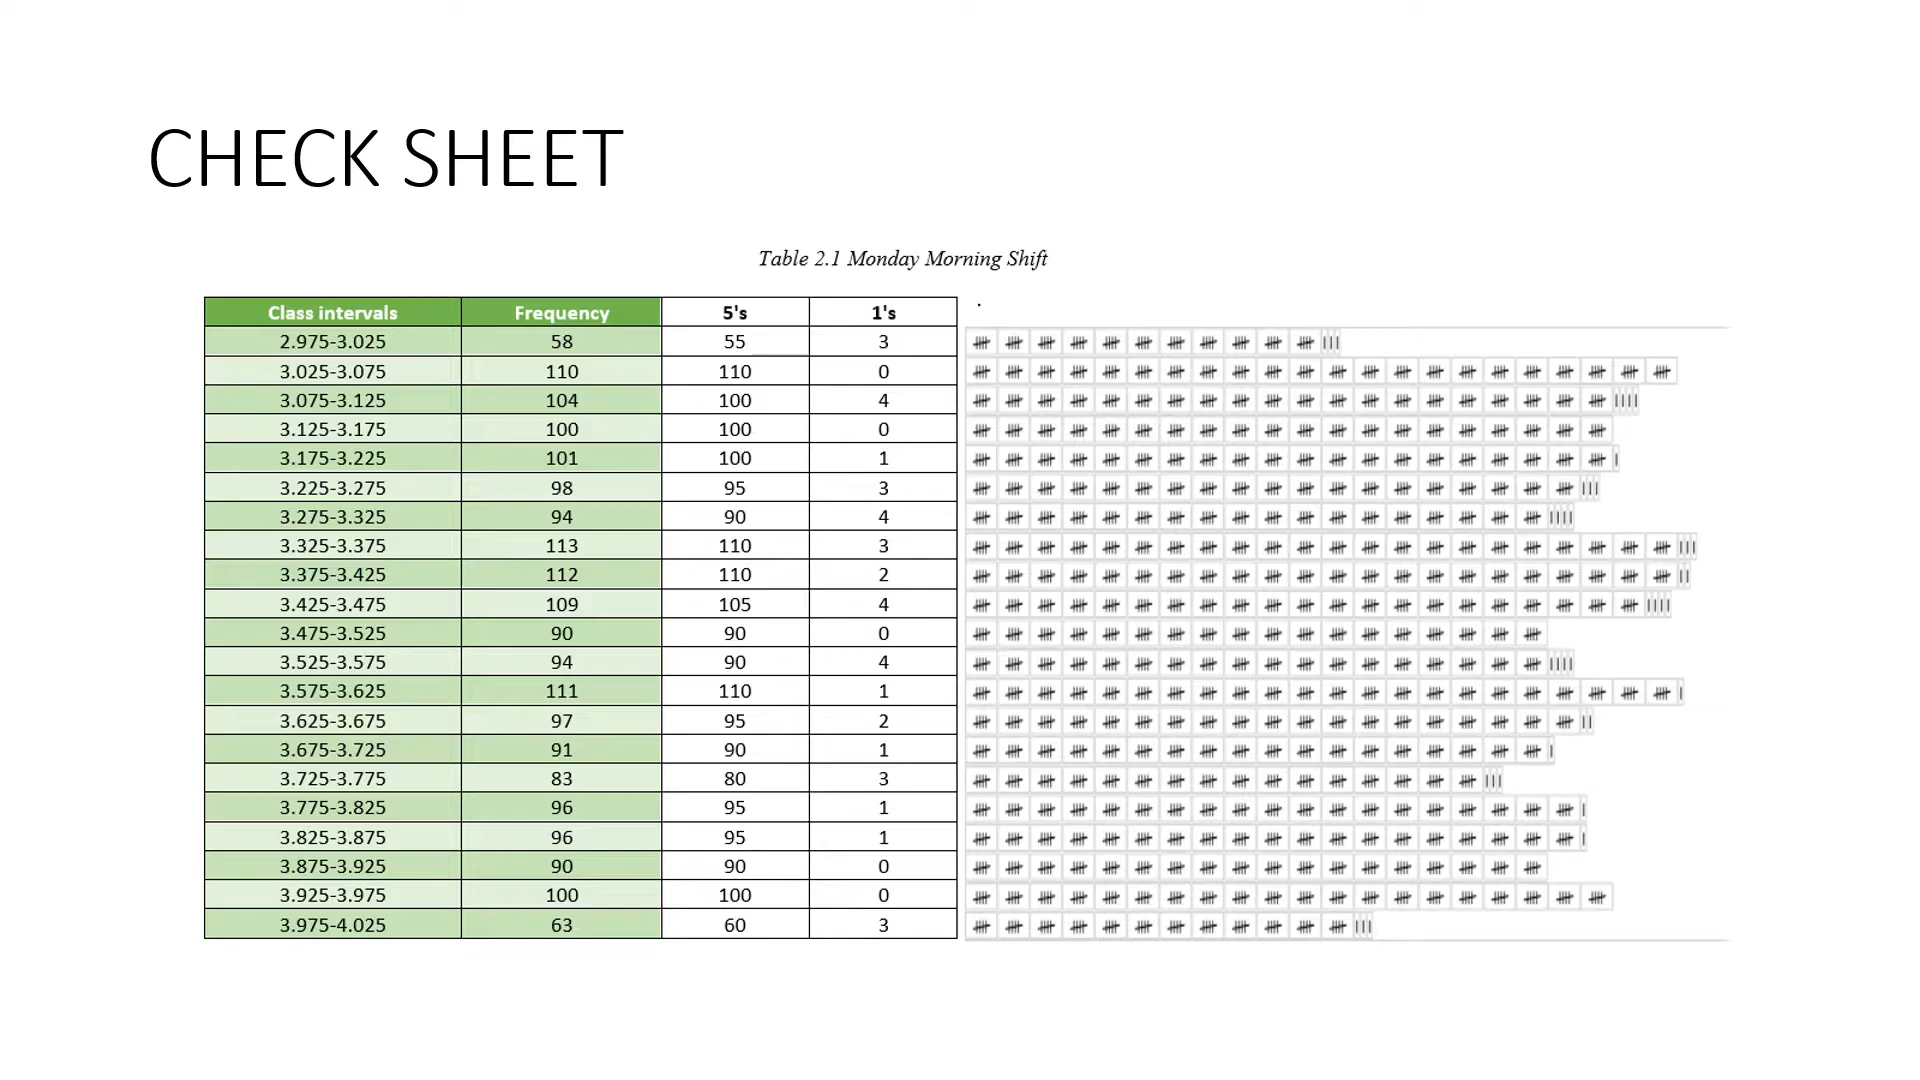 CHECK SHEET
Table 2.1 Monday Morning Shift
Class intervals Frequency 5's 1's
2.975-3.025 58 55 3
3.025-3.075 110 110 0
3.075-3.125 104 100 4
3.125-3.175 100 100 0
3.175-3.225 101 100 1
3.225-3.275 98 95 3
3.275-3.325 94 90 4
3.325-3.375 113 110 3
3.375-3.425 112 110 2
3.425-3.475 109 105 4
3.475-3.525 90 90 0
3.525-3.575 94 90 4
3.575-3.625 111 110 1
3.625-3.675 97 95 2
3.675-3.725 91 90 1
3.725-3.775 83 80 3
3.775-3.825 96 95 1
3.825-3.875 96 95 1
3.875-3.925 90 90 0
3.925-3.975 100 100 0
3.975-4.025 63 60 3